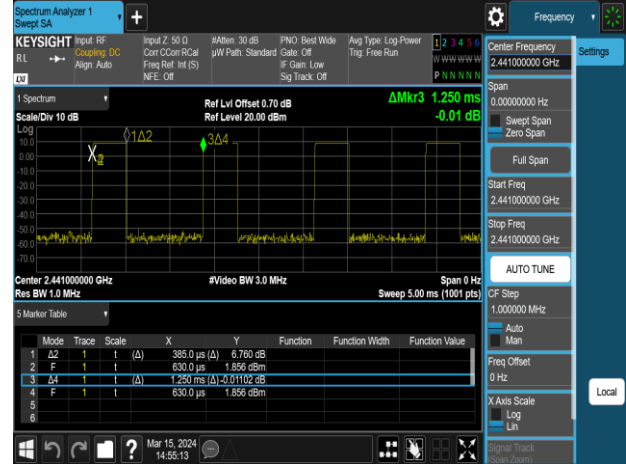 Spectrum Analyzer 1
Swept SA
Frequency
KEYSIGHT
RL
LXI
Input: RF
Coupling: DC
Align: Auto
Input Z: 50 Ω
Corr CCorr RCal
Freq Ref: Int (S)
NFE: Off
#Atten: 30 dB
µW Path: Standard
PNO: Best Wide
Gate: Off
IF Gain: Low
Sig Track: Off
Avg Type: Log-Power
Trig: Free Run
1 2 3 4 5 6
W W W W W W
P N N N N N
1 Spectrum
Scale/Div 10 dB
Ref Lvl Offset 0.70 dB
Ref Level 20.00 dBm
ΔMkr3 1.250 ms
-0.01 dB
Log
10.0
0.00
-10.0
-20.0
-30.0
-40.0
-50.0
-60.0
-70.0
1Δ2
3Δ4
Center 2.441000000 GHz
Res BW 1.0 MHz
#Video BW 3.0 MHz
Span 0 Hz
Sweep 5.00 ms (1001 pts)
5 Marker Table
Mode Trace Scale X Y Function Function Width Function Value
1 Δ2 1 t (Δ) 385.0 µs (Δ) 6.760 dB
2 F 1 t 630.0 µs 1.856 dBm
3 Δ4 1 t (Δ) 1.250 ms (Δ) -0.01102 dB
4 F 1 t 630.0 µs 1.856 dBm
5
6
?
Mar 15, 2024
14:55:13
Center Frequency
2.441000000 GHz
Settings
Span
0.00000000 Hz
Swept Span
Zero Span
Full Span
Start Freq
2.441000000 GHz
Stop Freq
2.441000000 GHz
AUTO TUNE
CF Step
1.000000 MHz
Auto
Man
Freq Offset
0 Hz
X Axis Scale
Log
Lin
Local
Signal Track
(Span Zoom)